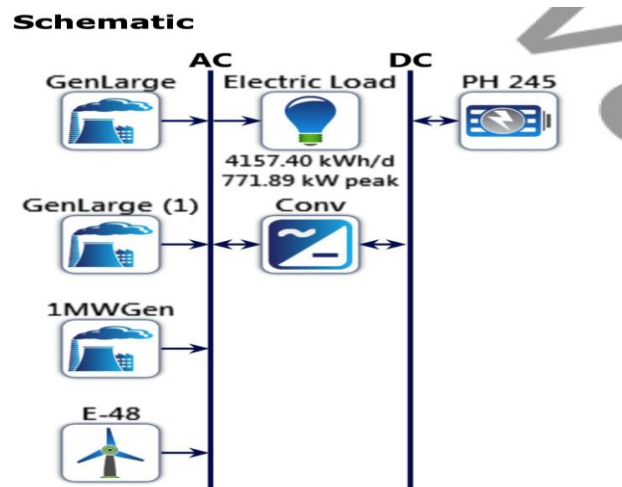 Schematic
AC DC
GenLarge Electric Load PH 245
4157.40 kWh/d
771.89 kW peak
GenLarge (1) Conv
1MWGen
E-48